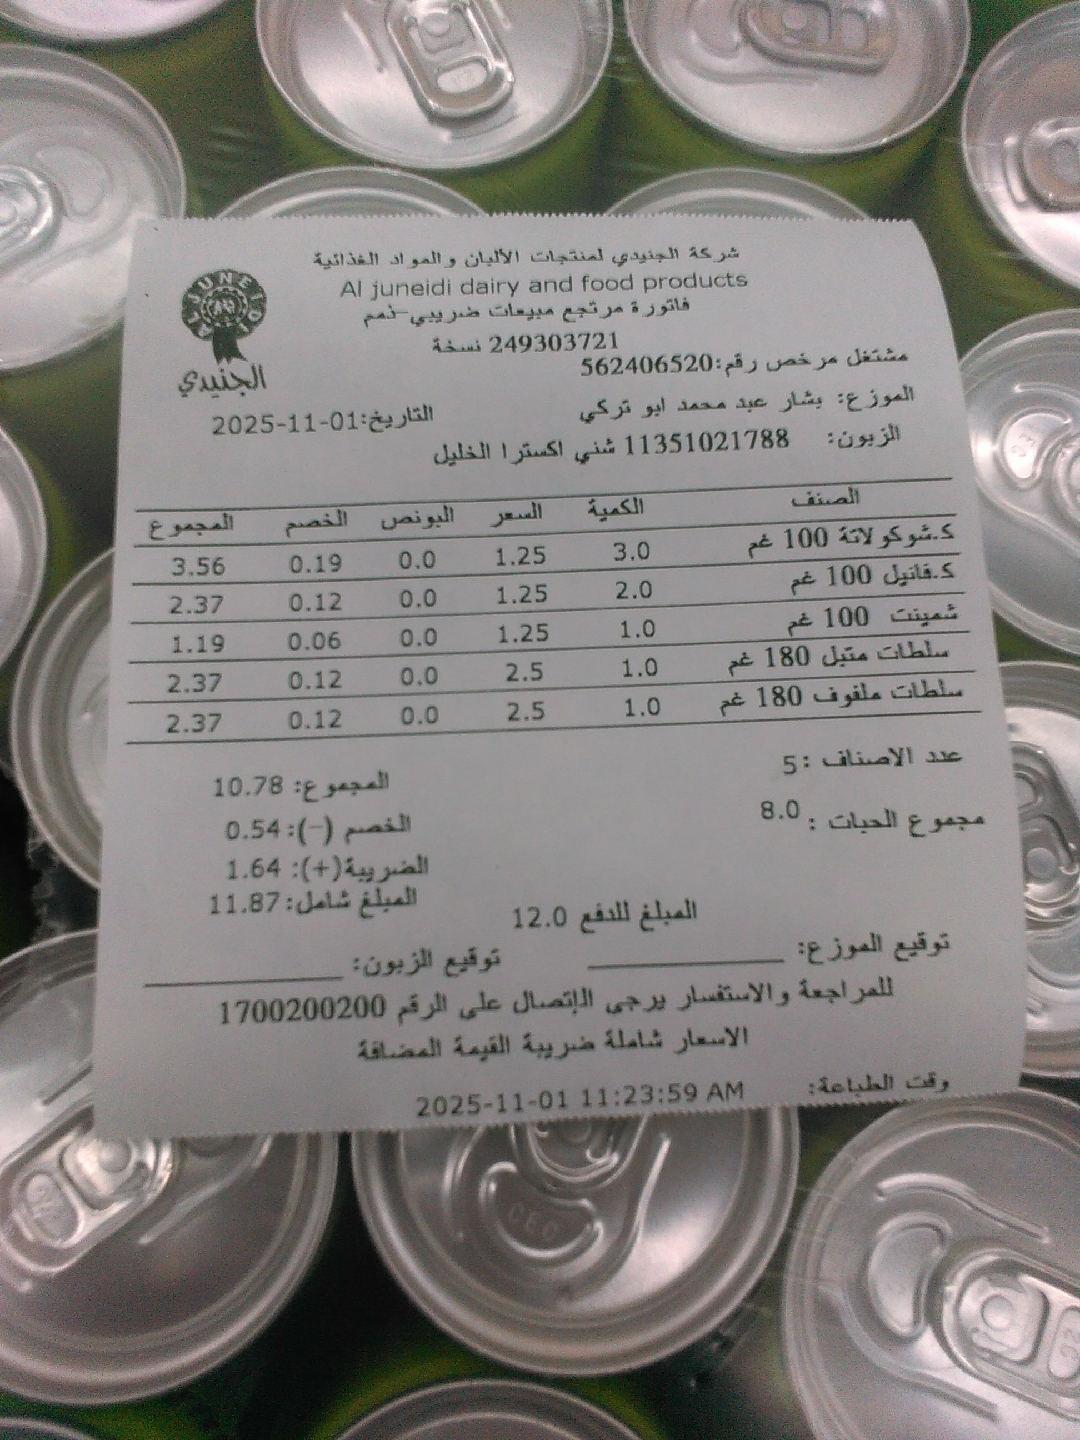 شركة الجنيدي لمنتجات الألبان والمواد الغذائية
Al juneidi dairy and food products
فاتورة مرتجع مبيعات ضريبي-ذمم
249303721 نسخة
مشتغل مرخص رقم:562406520
JUNEIDI
الجنيدي
الموزع: بشار عبد محمد ابو تركي
التاريخ:2025-11-01
الزبون: 11351021788 شني اكسترا الخليل
الصنف الكمية السعر البونص الخصم المجموع
ك.شوكولاتة 100 غم 3.0 1.25 0.0 0.19 3.56
ك.فانيل 100 غم 2.0 1.25 0.0 0.12 2.37
شمينت 100 غم 1.0 1.25 0.0 0.06 1.19
سلطات متبل 180 غم 1.0 2.5 0.0 0.12 2.37
سلطات ملفوف 180 غم 1.0 2.5 0.0 0.12 2.37
عدد الاصناف :5
المجموع: 10.78
مجموع الحبات : 8.0
الخصم (-): 0.54
الضريبة(+): 1.64
المبلغ شامل: 11.87
المبلغ للدفع 12.0
توقيع الموزع: ____________
توقيع الزبون: ____________
للمراجعة والاستفسار يرجى الإتصال على الرقم 1700200200
الاسعار شاملة ضريبة القيمة المضافة
وقت الطباعة: 2025-11-01 11:23:59 AM